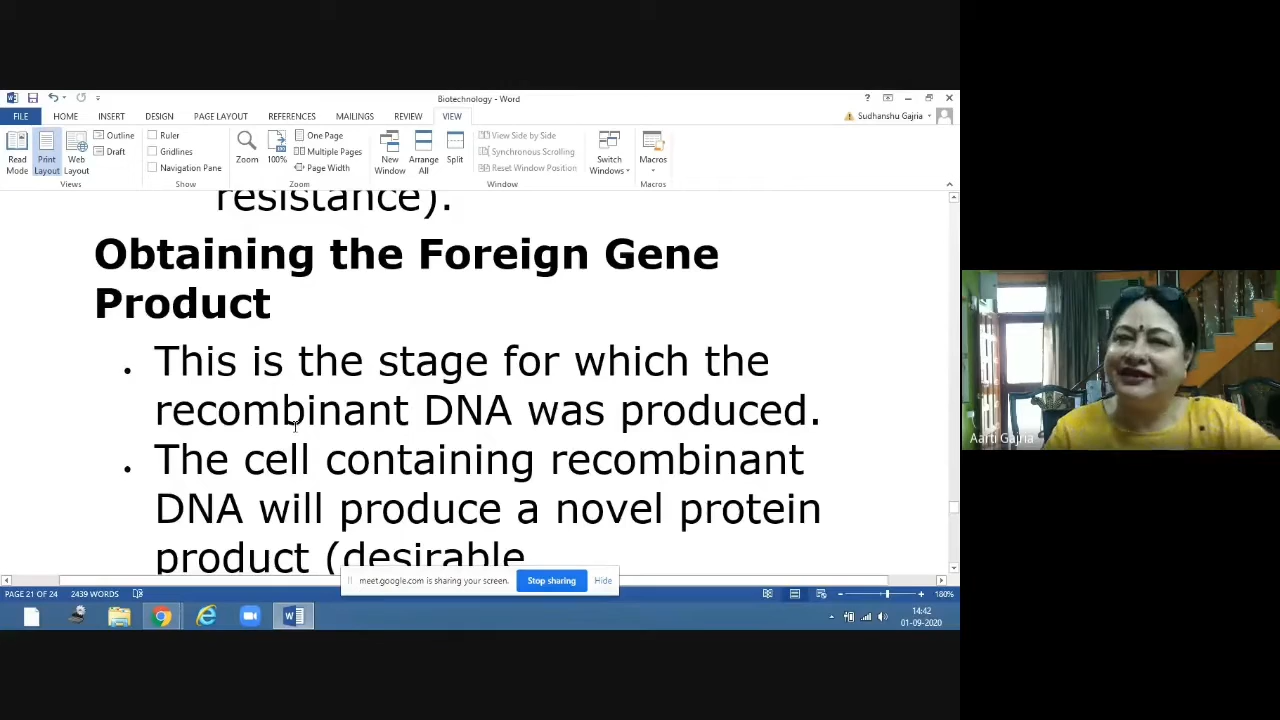 Biotechnology - Word
FILE HOME INSERT DESIGN PAGE LAYOUT REFERENCES MAILINGS REVIEW VIEW Sudhanshu Gajria
Read Mode
Print Layout
Web Layout
Outline
Draft
Views
Ruler
Gridlines
Navigation Pane
Show
Zoom
100%
One Page
Multiple Pages
Page Width
Zoom
New Window
Arrange All
Split
View Side by Side
Synchronous Scrolling
Reset Window Position
Window
Switch Windows
Macros
Macros
resistance).
Obtaining the Foreign Gene
Product
• This is the stage for which the
recombinant DNA was produced.
• The cell containing recombinant
DNA will produce a novel protein
product (desirable
meet.google.com is sharing your screen. Stop sharing Hide
PAGE 21 OF 24 2439 WORDS 180%
14:42
01-09-2020
Aarti Gajria